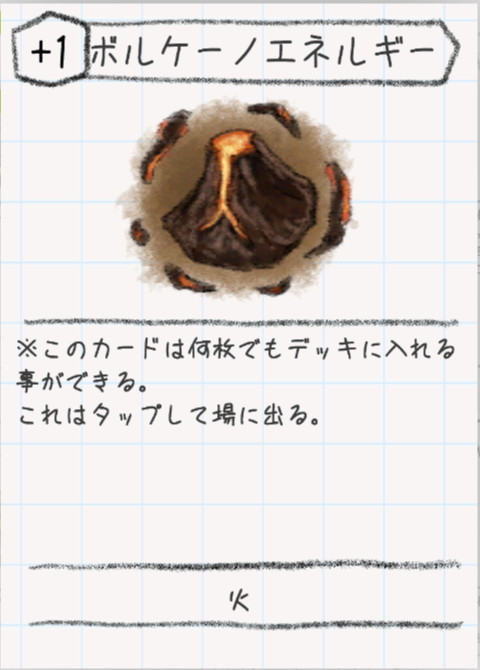 +1 ボルケーノエネルギー
※このカードは何枚でもデッキに入れる
事ができる。
これはタップして場に出る。
火